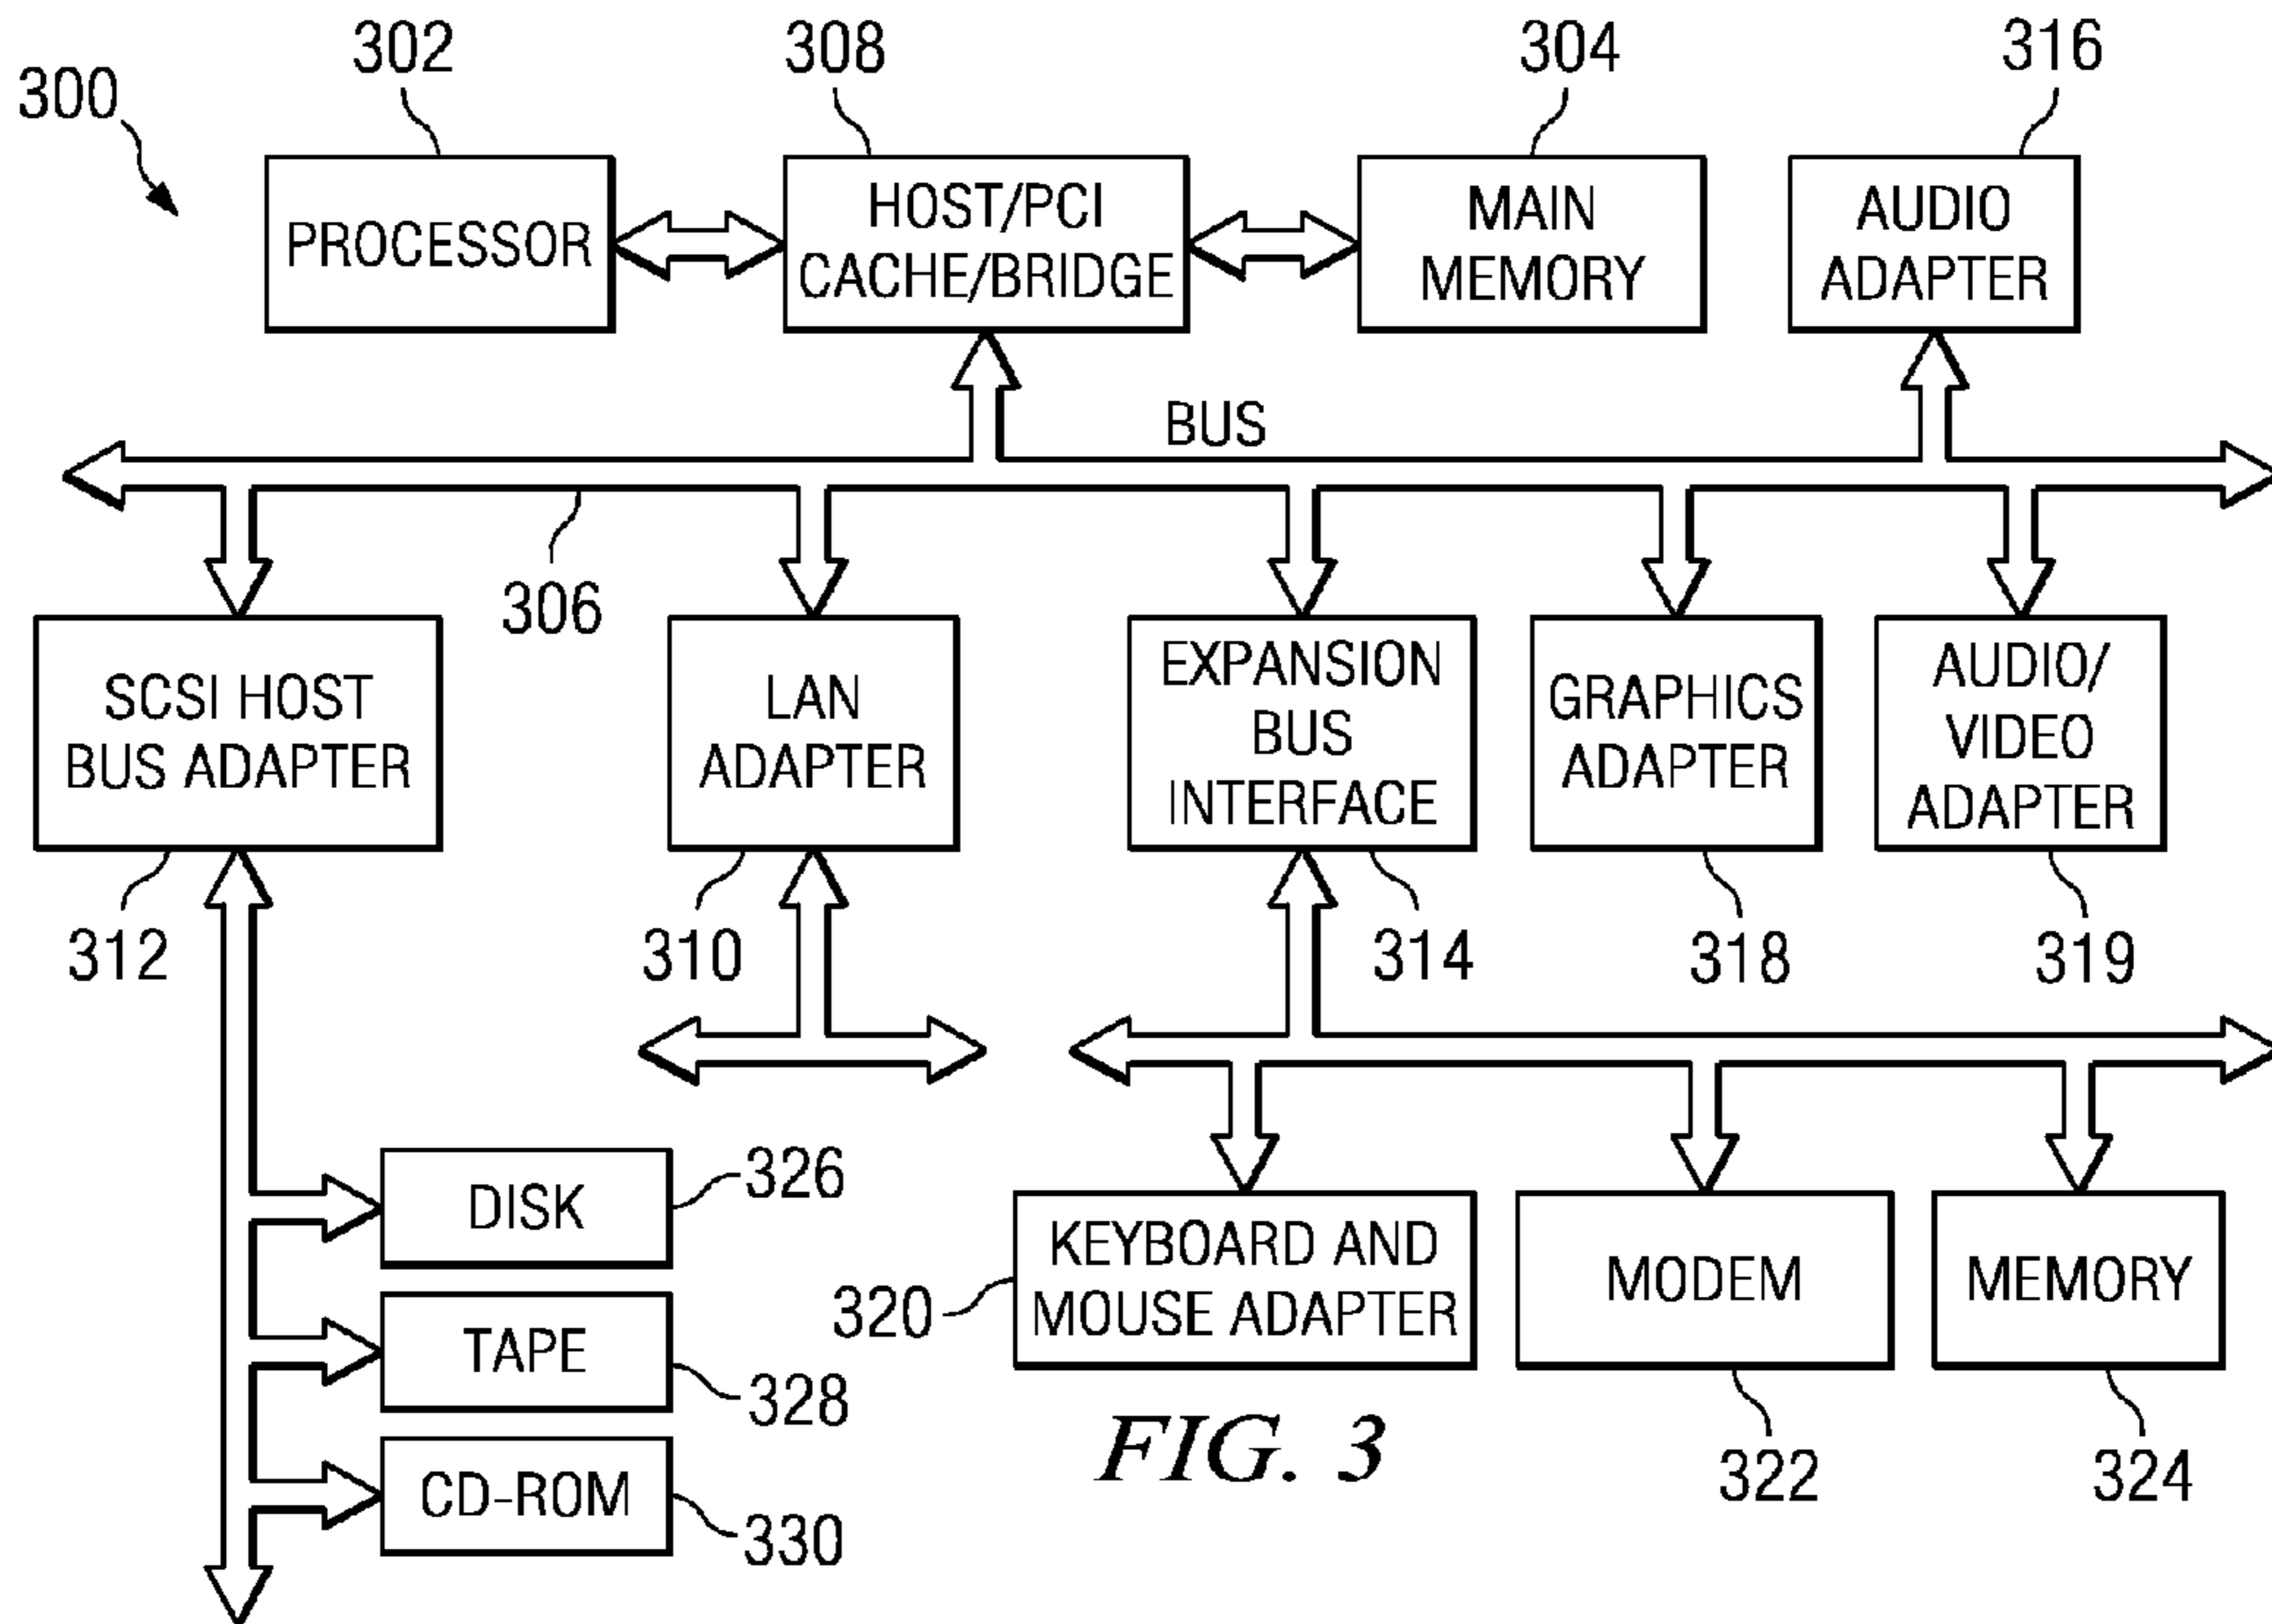 300
302
308
304
316
PROCESSOR
HOST/PCI
CACHE/BRIDGE
MAIN
MEMORY
AUDIO
ADAPTER
BUS
306
SCSI HOST
BUS ADAPTER
LAN
ADAPTER
EXPANSION
BUS
INTERFACE
GRAPHICS
ADAPTER
AUDIO/
VIDEO
ADAPTER
312
310
314
318
319
DISK
326
TAPE
328
CD-ROM
330
320
KEYBOARD AND
MOUSE ADAPTER
MODEM
MEMORY
322
324
FIG. 3